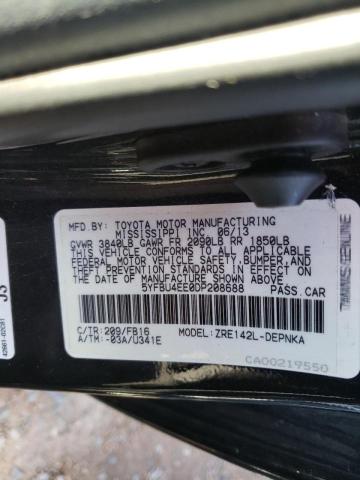 MFD.BY: TOYOTA MOTOR MANUFACTURING
MISSISSIPPI INC 06/13
GVWR 3840LB GAWR FR 2090LB RR 1850LB
THIS VEHICLE CONFORMS TO ALL APPLICABLE
FEDERAL MOTOR VEHICLE SAFETY,BUMPER,AND
THEFT PREVENTION STANDARDS IN EFFECT ON
THE DATE OF MANUFACTURE SHOWN ABOVE.
5YFBU4EE0DP208688 PASS.CAR
C/TR:209/FB16 MODEL:ZRE142L-DEPNKA
A/TM:-03A/U341E
CA00219550